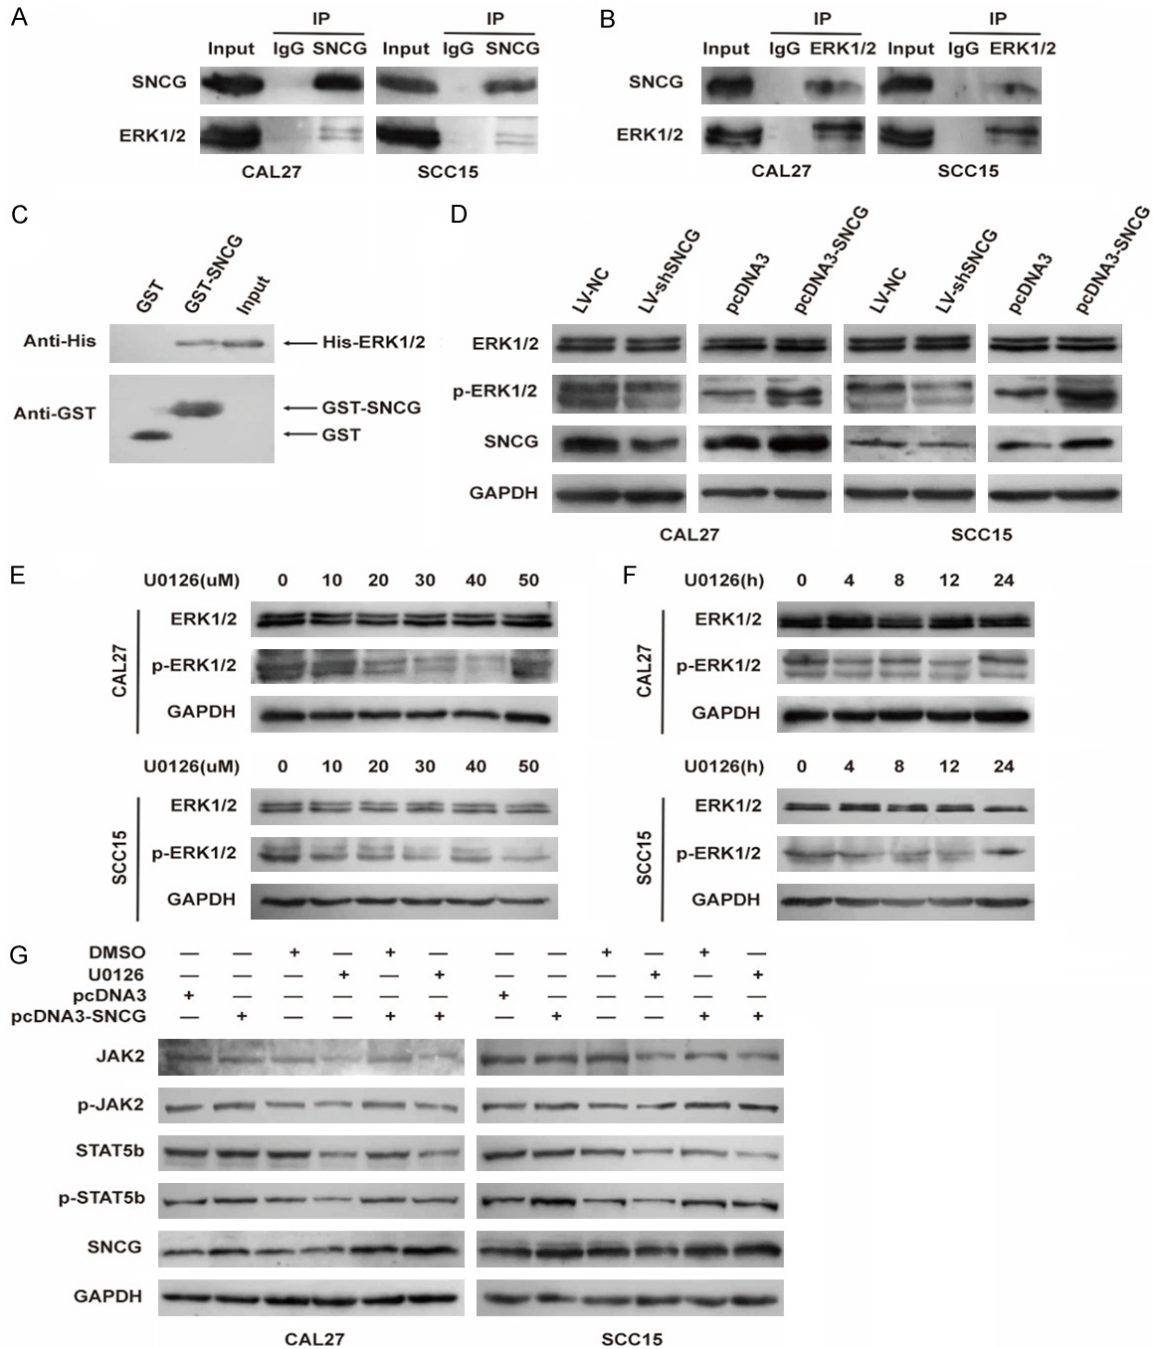 A
IP
Input IgG SNCG Input IgG SNCG
IP
SNCG
ERK1/2
CAL27 SCC15
B
IP
Input IgG ERK1/2 Input IgG ERK1/2
IP
SNCG
ERK1/2
CAL27 SCC15
C
GST GST-SNCG Input
Anti-His His-ERK1/2
Anti-GST GST-SNCG
GST
D
LV-NC LV-shSNCG pcDNA3 pcDNA3-SNCG LV-NC LV-shSNCG pcDNA3 pcDNA3-SNCG
ERK1/2
p-ERK1/2
SNCG
GAPDH
CAL27 SCC15
E
U0126(uM) 0 10 20 30 40 50
CAL27
ERK1/2
p-ERK1/2
GAPDH
U0126(uM) 0 10 20 30 40 50
SCC15
ERK1/2
p-ERK1/2
GAPDH
F
U0126(h) 0 4 8 12 24
CAL27
ERK1/2
p-ERK1/2
GAPDH
U0126(h) 0 4 8 12 24
SCC15
ERK1/2
p-ERK1/2
GAPDH
G
DMSO — — + — + — — — + — + —
U0126 — — — + — + — — — + — +
pcDNA3 + — — — — — + — — — — —
pcDNA3-SNCG — + — — + + — + — — + +
JAK2
p-JAK2
STAT5b
p-STAT5b
SNCG
GAPDH
CAL27 SCC15